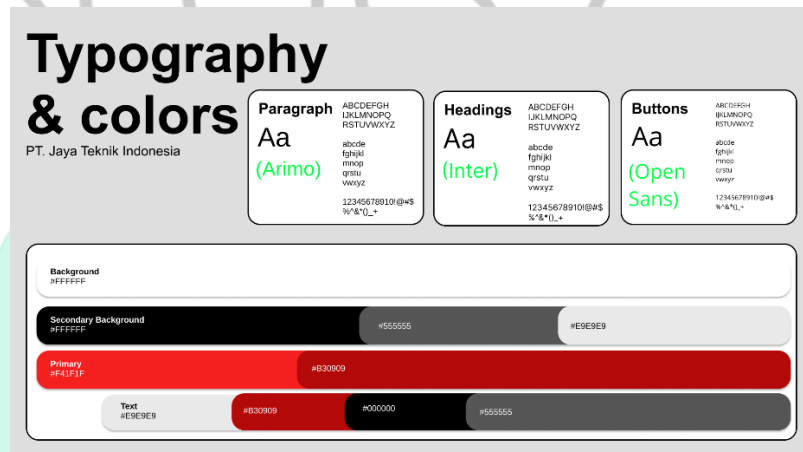 Typography
& colors
PT. Jaya Teknik Indonesia
Paragraph
Aa
(Arimo)
ABCDEFGH
IJKLMNOPQ
RSTUVWXYZ
abcde
fghijkl
mnop
qrstu
vwxyz
12345678910!@#$
%^&*()_+
Headings
Aa
(Inter)
ABCDEFGH
IJKLMNOPQ
RSTUVWXYZ
abcde
fghijkl
mnop
qrstu
vwxyz
12345678910!@#$
%^&*()_+
Buttons
Aa
(Open
Sans)
ABCDEFGH
IJKLMNOPQ
RSTUVWXYZ
abcde
fghijkl
mnop
qrstu
vwxyz
12345678910!@#$
%^&*()_+
Background
#FFFFFF
Secondary Background
#FFFFFF
#555555
#E9E9E9
Primary
#F41F1F
#B30909
Text
#E9E9E9
#B30909
#000000
#555555